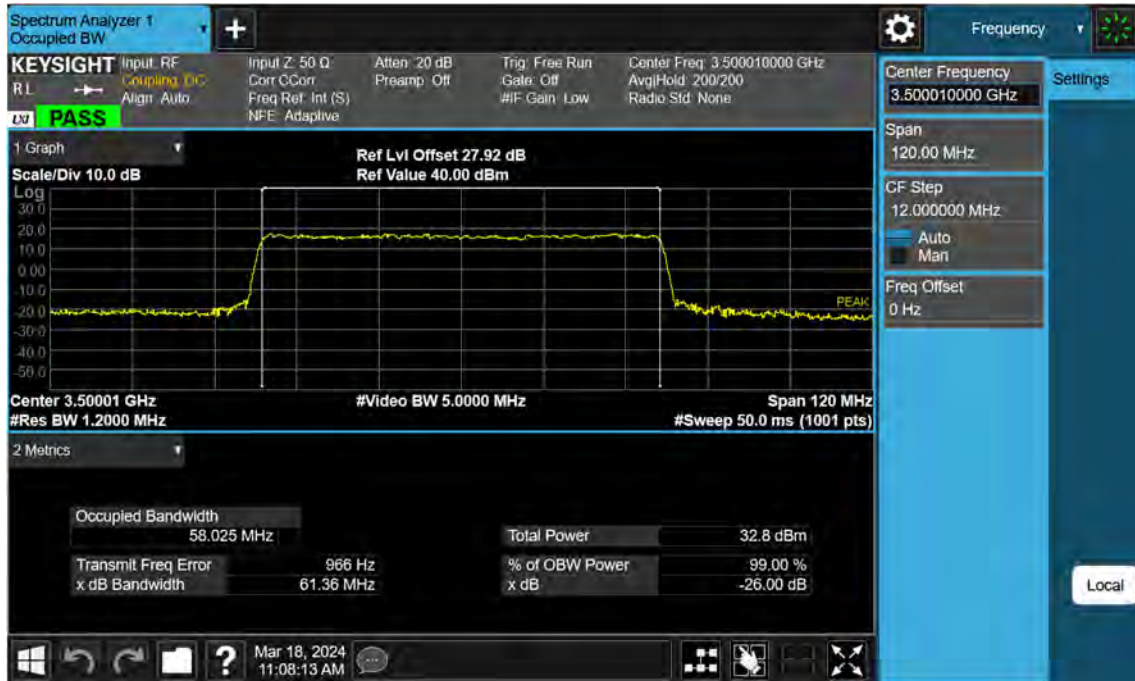 Spectrum Analyzer 1
Occupied BW
+
Frequency
KEYSIGHT
RL
Input: RF
Coupling: DC
Align: Auto
Input Z: 50 Ω
Corr CCorr
Freq Ref: Int (S)
NFE: Adaptive
Atten: 20 dB
Preamp: Off
Trig: Free Run
Gate: Off
#IF Gain: Low
Center Freq: 3.500010000 GHz
Avg|Hold: 200/200
Radio Std: None
LXI PASS
Center Frequency
3.500010000 GHz
Settings
Span
120.00 MHz
CF Step
12.000000 MHz
Auto
Man
Freq Offset
0 Hz
1 Graph
Scale/Div 10.0 dB
Ref Lvl Offset 27.92 dB
Ref Value 40.00 dBm
Log
30.0
20.0
10.0
0.00
-10.0
-20.0
-30.0
-40.0
-50.0
PEAK
Center 3.50001 GHz
#Video BW 5.0000 MHz
Span 120 MHz
#Res BW 1.2000 MHz
#Sweep 50.0 ms (1001 pts)
2 Metrics
Occupied Bandwidth
58.025 MHz
Total Power 32.8 dBm
Transmit Freq Error 966 Hz
% of OBW Power 99.00 %
x dB Bandwidth 61.36 MHz
x dB -26.00 dB
Local
?
Mar 18, 2024
11:08:13 AM